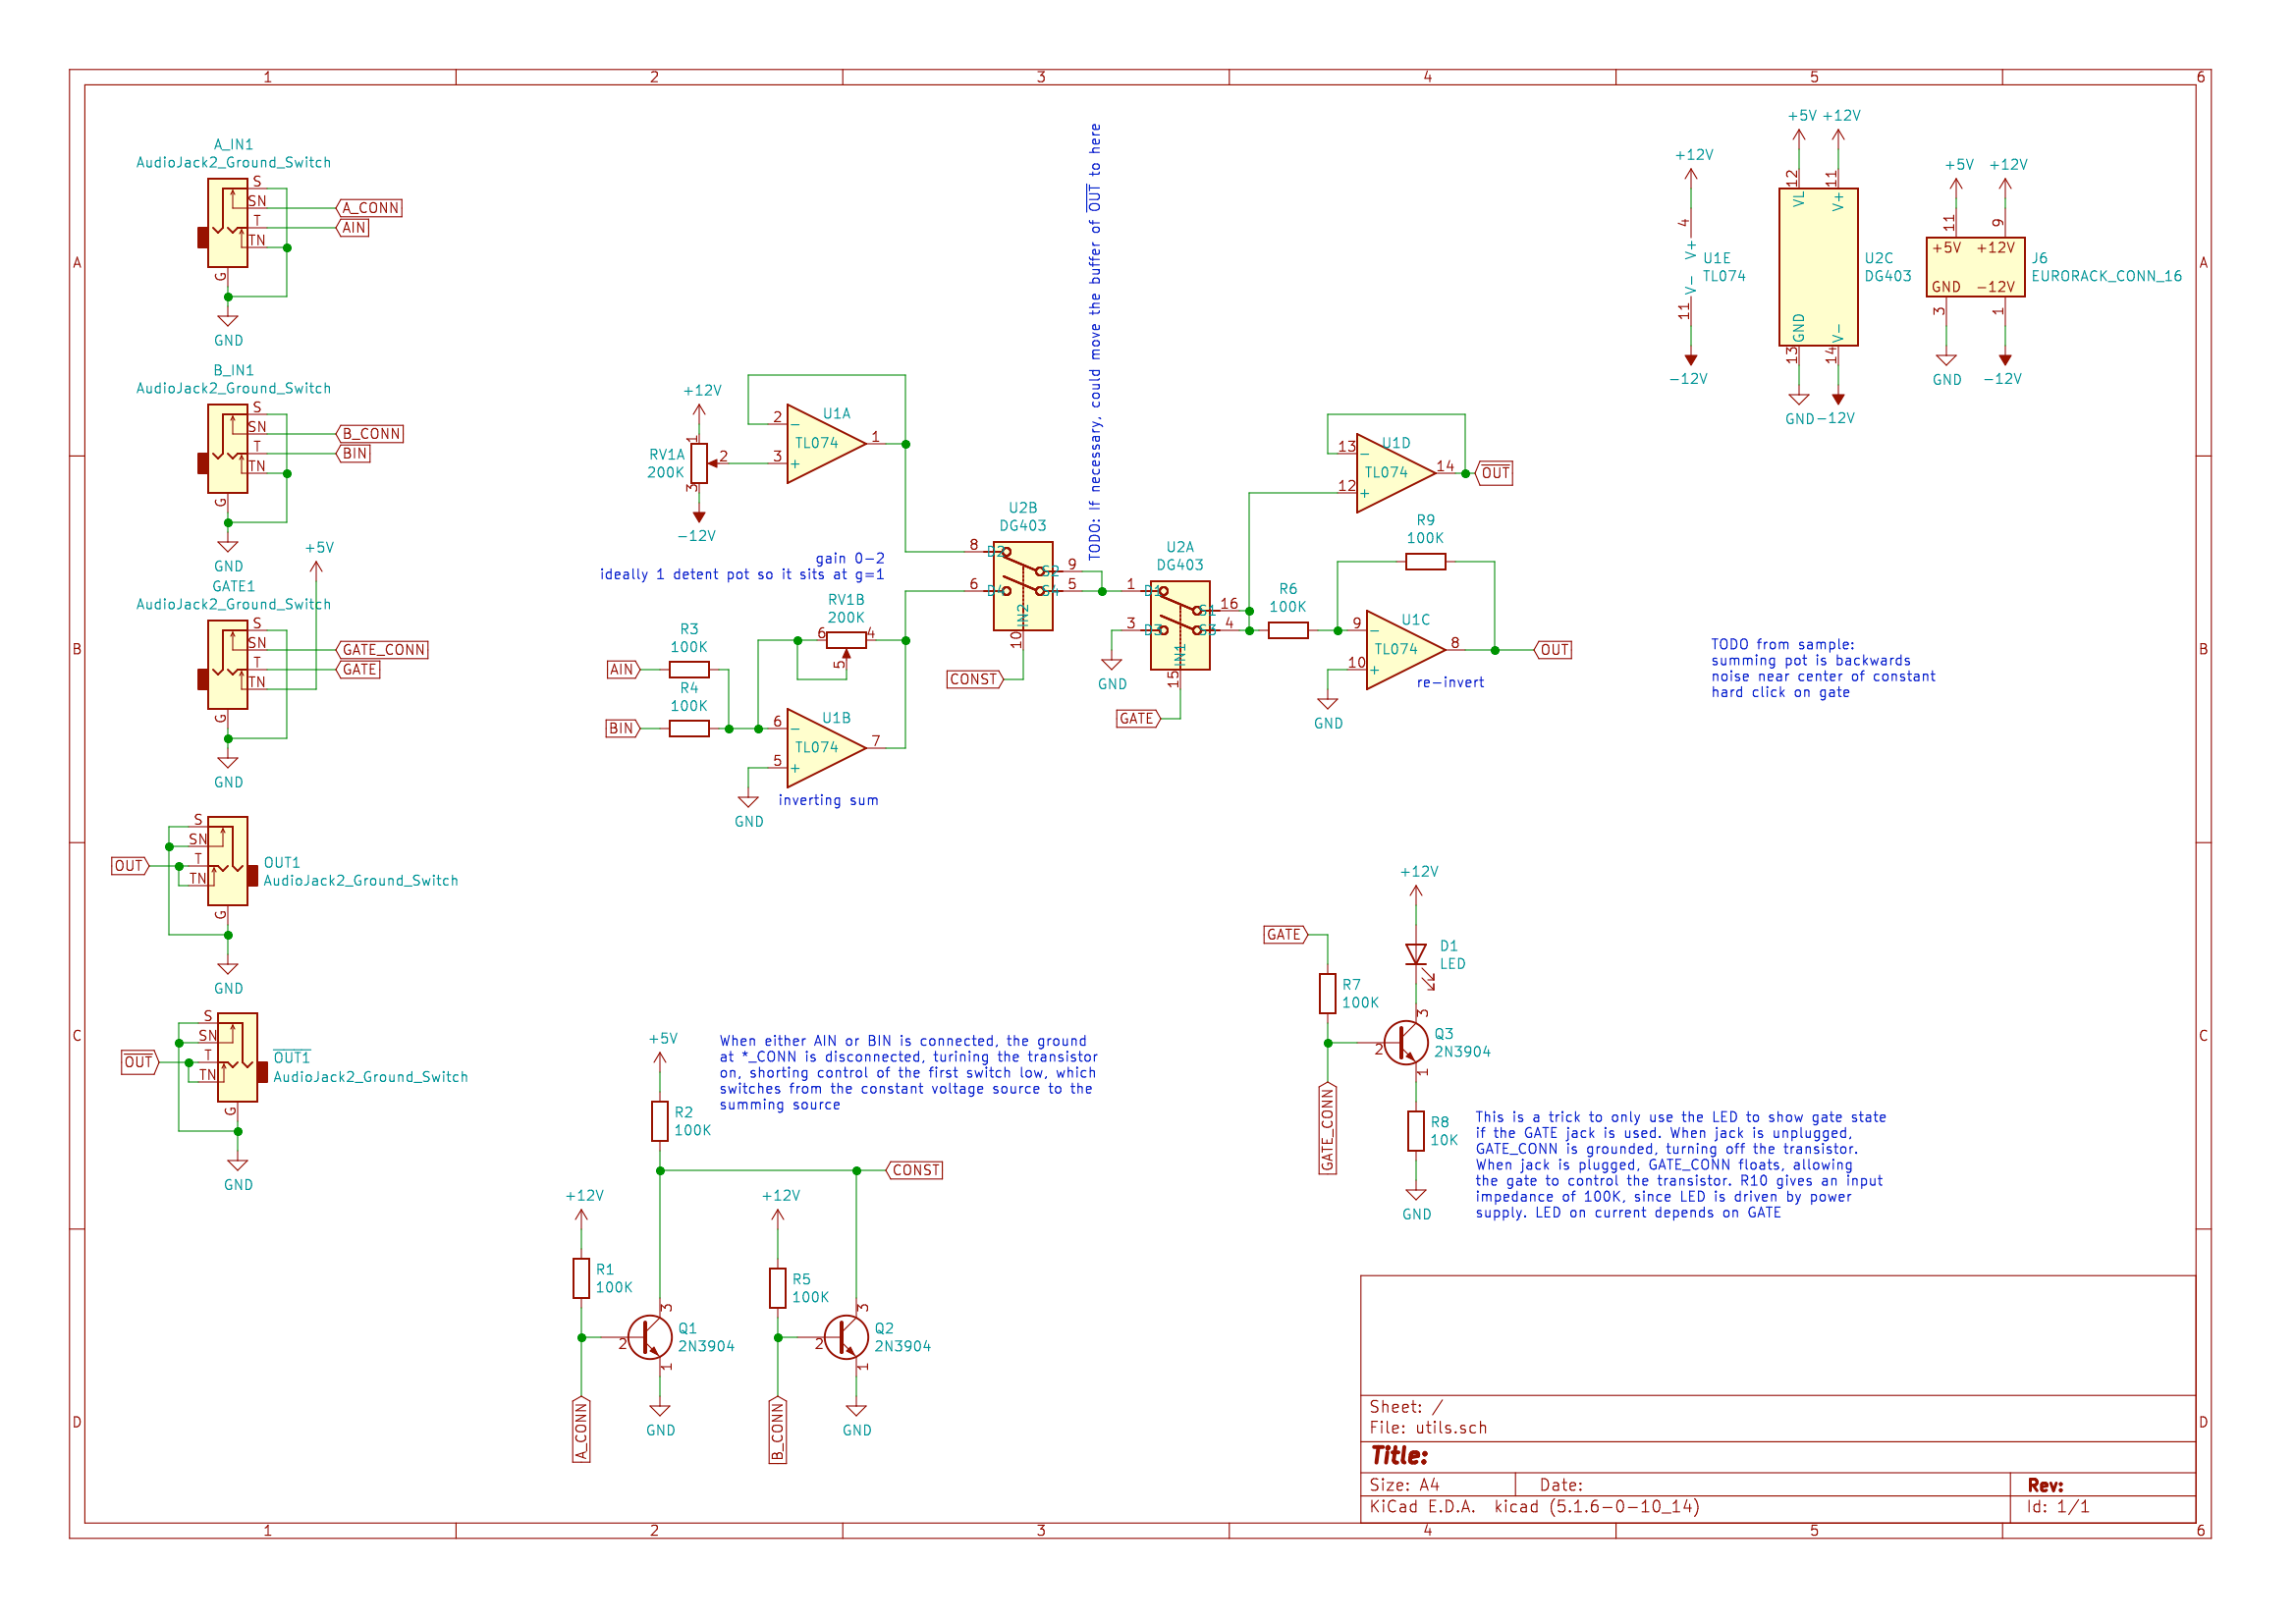 1
2
3
4
5
6
A
B
C
D
A
B
C
D
1
2
3
4
5
6
A_IN1
AudioJack2_Ground_Switch
S
SN
T
TN
G
A_CONN
AIN
GND
B_IN1
AudioJack2_Ground_Switch
S
SN
T
TN
G
B_CONN
BIN
GND
+5V
GATE1
AudioJack2_Ground_Switch
S
SN
T
TN
G
GATE_CONN
GATE
GND
OUT
S
SN
T
TN
G
OUT1
AudioJack2_Ground_Switch
GND
OUT
S
SN
T
TN
G
OUT1
AudioJack2_Ground_Switch
GND
+12V
RV1A
200K
1
2
3
-12V
U1A
TL074
2
3
1
−
+
gain 0-2
ideally 1 detent pot so it sits at g=1
RV1B
200K
6
4
5
AIN
R3
100K
BIN
R4
100K
U1B
TL074
6
5
7
−
+
GND
inverting sum
U2B
DG403
8
6
9
5
10
D2
D4
S2
S4
IN2
CONST
TODO: If necessary, could move the buffer of OUT to here
U2A
DG403
1
3
16
4
15
D1
D3
S1
S3
IN1
GND
GATE
R6
100K
U1D
TL074
13
12
14
−
+
OUT
R9
100K
U1C
TL074
9
10
8
−
+
OUT
GND
re-invert
+12V
4
V+
V-
11
U1E
TL074
-12V
+5V
+12V
12
11
VL
V+
GND
V-
13
14
U2C
DG403
GND
-12V
+5V
+12V
11
9
+5V
+12V
GND
-12V
3
1
J6
EURORACK_CONN_16
GND
-12V
TODO from sample:
summing pot is backwards
noise near center of constant
hard click on gate
+5V
R2
100K
When either AIN or BIN is connected, the ground
at *_CONN is disconnected, turining the transistor
on, shorting control of the first switch low, which
switches from the constant voltage source to the
summing source
CONST
+12V
R1
100K
Q1
2N3904
2
3
1
A_CONN
GND
+12V
R5
100K
Q2
2N3904
2
3
1
B_CONN
GND
GATE
R7
100K
GATE_CONN
+12V
D1
LED
Q3
2N3904
2
3
1
R8
10K
GND
This is a trick to only use the LED to show gate state
if the GATE jack is used. When jack is unplugged,
GATE_CONN is grounded, turning off the transistor.
When jack is plugged, GATE_CONN floats, allowing
the gate to control the transistor. R10 gives an input
impedance of 100K, since LED is driven by power
supply. LED on current depends on GATE
Sheet: /
File: utils.sch
Title:
Size: A4
Date:
Rev:
KiCad E.D.A. kicad (5.1.6-0-10_14)
Id: 1/1